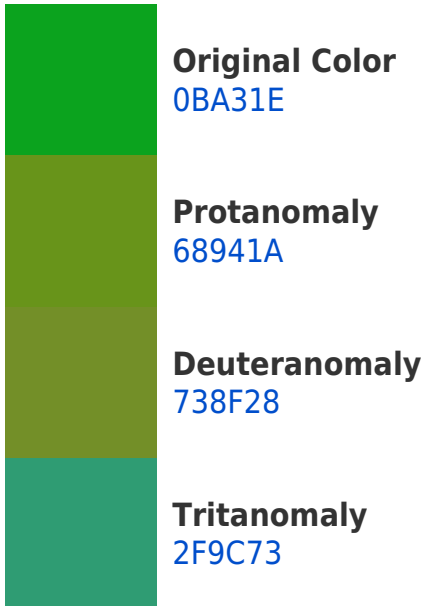 Original Color
0BA31E
Protanomaly
68941A
Deuteranomaly
738F28
Tritanomaly
2F9C73